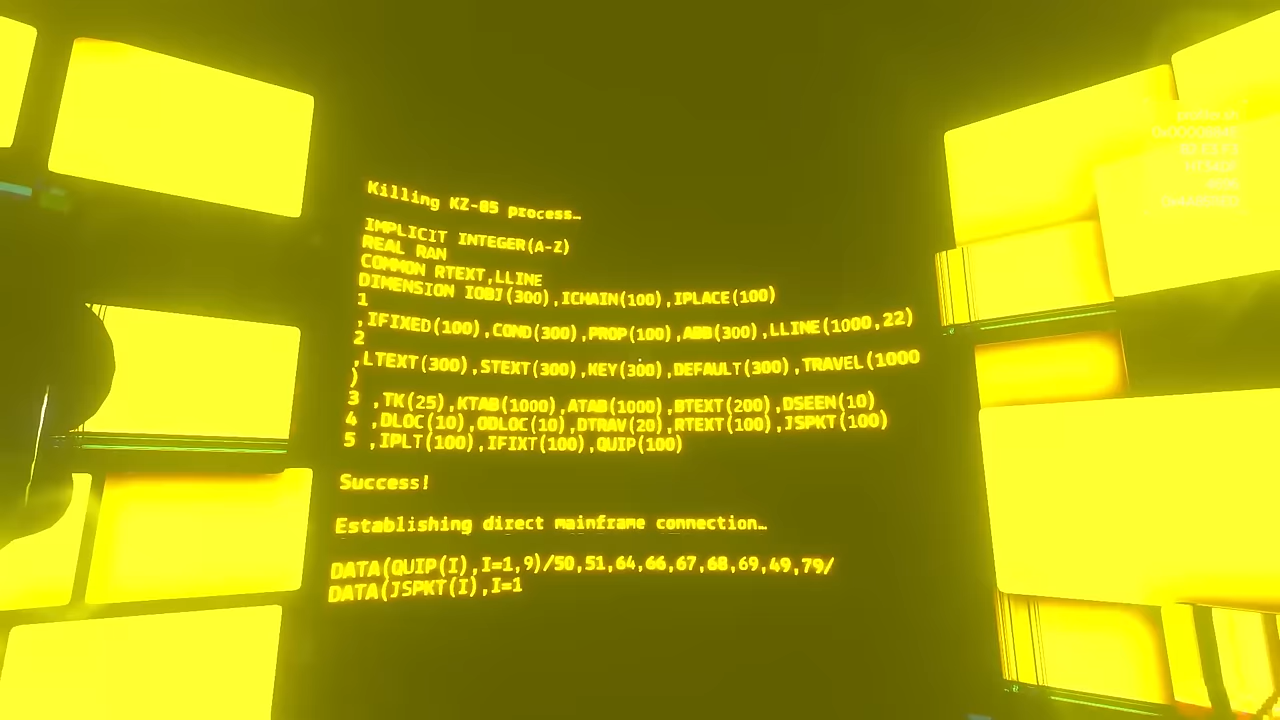 Killing KZ-05 process…
IMPLICIT INTEGER(A-Z)
REAL RAN
COMMON RTEXT,LLINE
DIMENSION IOBJ(300),ICHAIN(100),IPLACE(100)
1
,IFIXED(100),COND(300),PROP(100),ABB(300),LLINE(1000,22)
2
,LTEXT(300),STEXT(300),KEY(300),DEFAULT(300),TRAVEL(1000
)
3 ,TK(25),KTAB(1000),ATAB(1000),BTEXT(200),DSEEN(10)
4 ,DLOC(10),ODLOC(10),DTRAV(20),RTEXT(100),JSPKT(100)
5 ,IPLT(100),IFIXT(100),QUIP(100)
Success!
Establishing direct mainframe connection…
DATA(QUIP(I),I=1,9)/50,51,64,66,67,68,69,49,79/
DATA(JSPKT(I),I=1